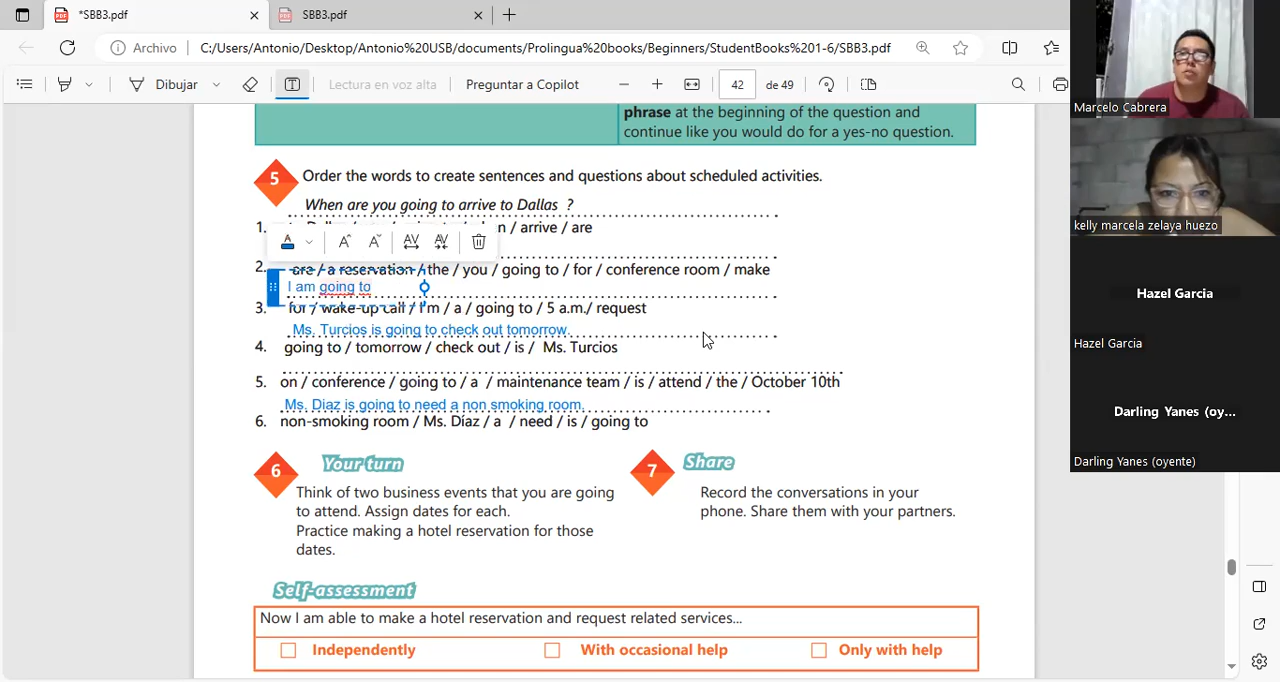 *SBB3.pdf
SBB3.pdf
Archivo
C:/Users/Antonio/Desktop/Antonio%20USB/documents/Prolingua%20books/Beginners/StudentBooks%201-6/SBB3.pdf
Dibujar
Lectura en voz alta
Preguntar a Copilot
42
de 49
phrase at the beginning of the question and
continue like you would do for a yes-no question.
5
Order the words to create sentences and questions about scheduled activities.
When are you going to arrive to Dallas ?
1.
/ arrive / are
2. are / a reservation / the / you / going to / for / conference room / make
I am going to
3. for / wake-up call / I'm / a / going to / 5 a.m./ request
Ms. Turcios is going to check out tomorrow.
4. going to / tomorrow / check out / is / Ms. Turcios
5. on / conference / going to / a / maintenance team / is / attend / the / October 10th
Ms. Diaz is going to need a non smoking room.
6. non-smoking room / Ms. Díaz / a / need / is / going to
6
Your turn
Think of two business events that you are going
to attend. Assign dates for each.
Practice making a hotel reservation for those
dates.
7
Share
Record the conversations in your
phone. Share them with your partners.
Self-assessment
Now I am able to make a hotel reservation and request related services...
Independently
With occasional help
Only with help
Marcelo Cabrera
kelly marcela zelaya huezo
Hazel Garcia
Hazel Garcia
Darling Yanes (oy...
Darling Yanes (oyente)